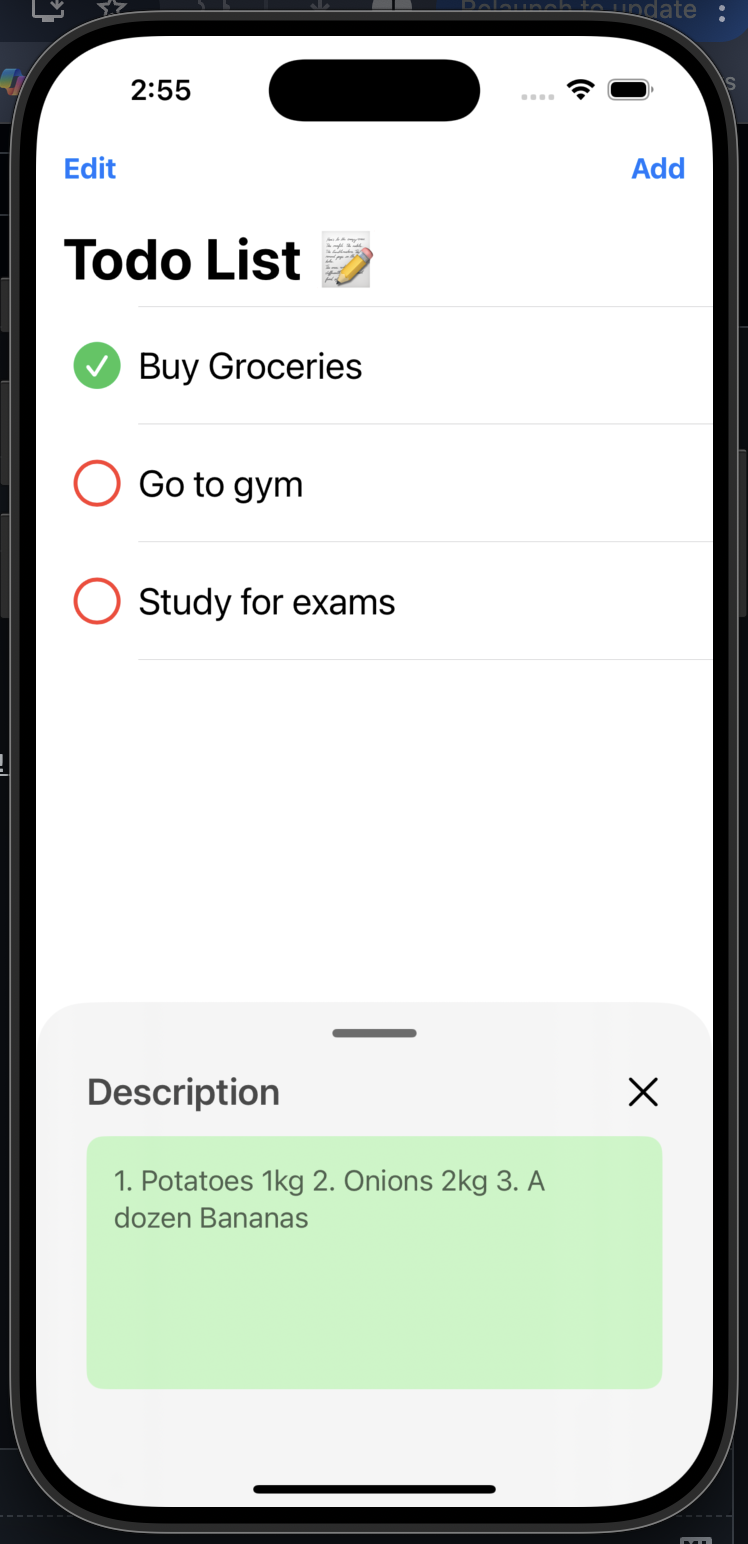 Relaunch to update
2:55
Edit
Add
Todo List
Buy Groceries
Go to gym
Study for exams
Description
1. Potatoes 1kg 2. Onions 2kg 3. A
dozen Bananas